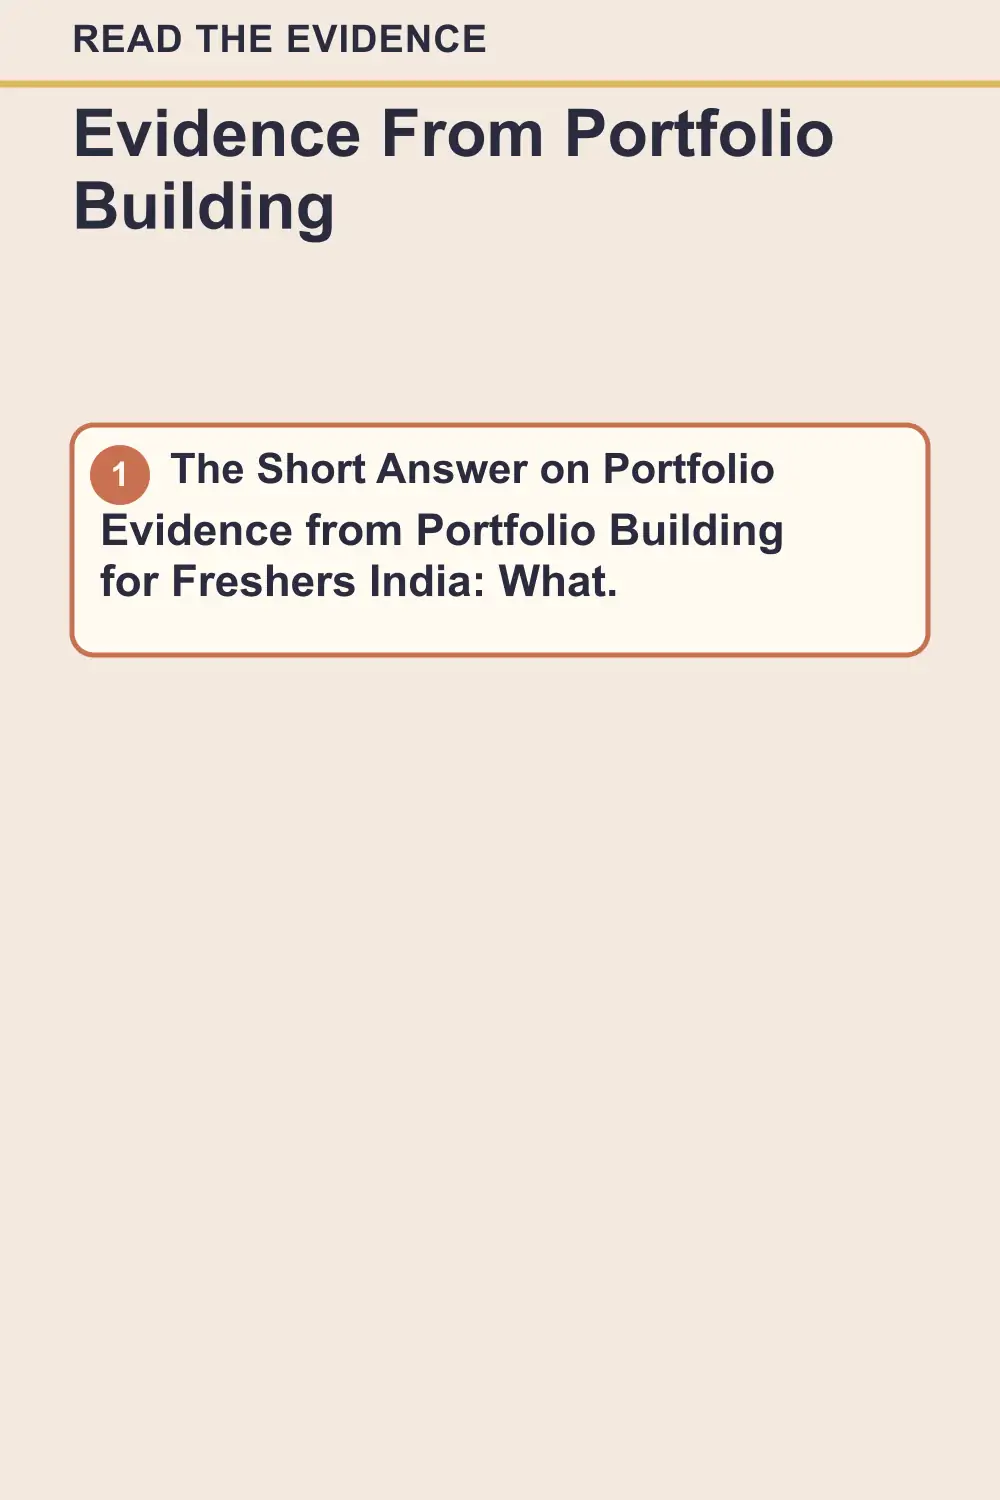 READ THE EVIDENCE
Evidence From Portfolio
Building
1 The Short Answer on Portfolio
Evidence from Portfolio Building
for Freshers India: What.